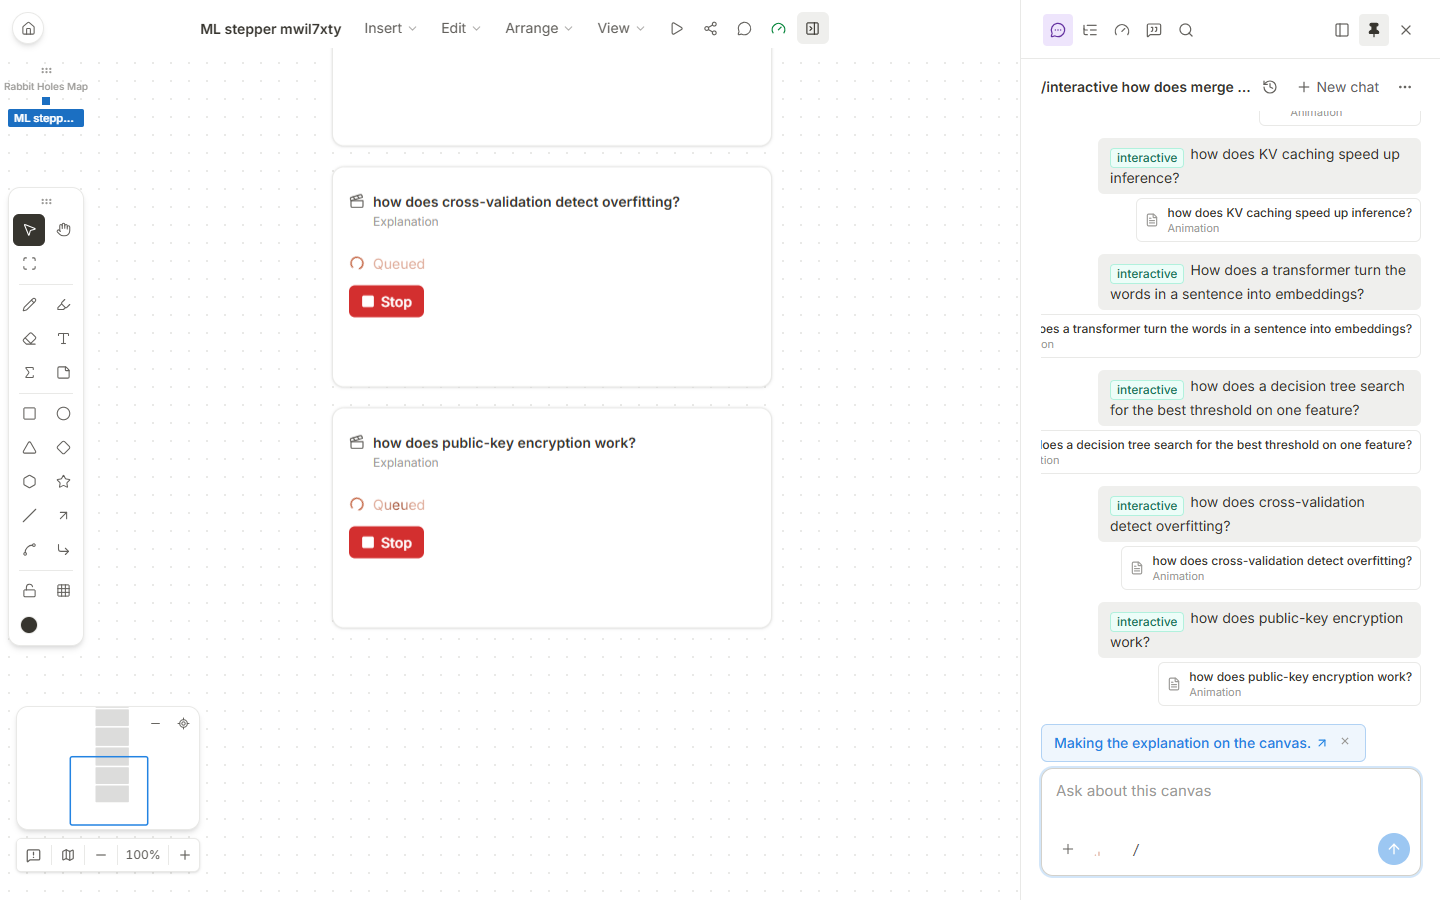 ML stepper mwil7xty
Insert
Edit
Arrange
View
Rabbit Holes Map
ML stepp...
how does cross-validation detect overfitting?
Explanation
Queued
Stop
how does public-key encryption work?
Explanation
Queued
Stop
100%
/interactive how does merge ...
New chat
Animation
interactive how does KV caching speed up
inference?
how does KV caching speed up inference?
Animation
interactive How does a transformer turn the
words in a sentence into embeddings?
a transformer turn the words in a sentence into embeddings?
interactive how does a decision tree search
for the best threshold on one feature?
a decision tree search for the best threshold on one feature?
interactive how does cross-validation
detect overfitting?
how does cross-validation detect overfitting?
Animation
interactive how does public-key encryption
work?
how does public-key encryption work?
Animation
Making the explanation on the canvas.
Ask about this canvas
/